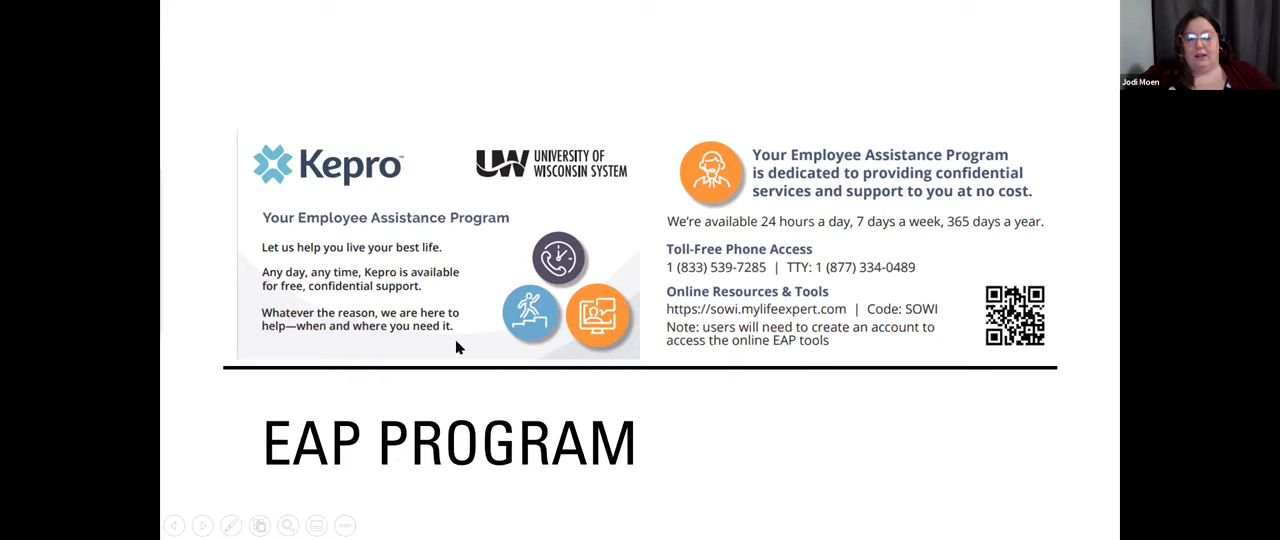 Kepro™
UNIVERSITY OF
WISCONSIN SYSTEM
Your Employee Assistance Program
Let us help you live your best life.
Any day, any time, Kepro is available
for free, confidential support.
Whatever the reason, we are here to
help—when and where you need it.
Your Employee Assistance Program
is dedicated to providing confidential
services and support to you at no cost.
We're available 24 hours a day, 7 days a week, 365 days a year.
Toll-Free Phone Access
1 (833) 539-7285 | TTY: 1 (877) 334-0489
Online Resources & Tools
https://sowi.mylifeexpert.com | Code: SOWI
Note: users will need to create an account to
access the online EAP tools
EAP PROGRAM
Jodi Moen